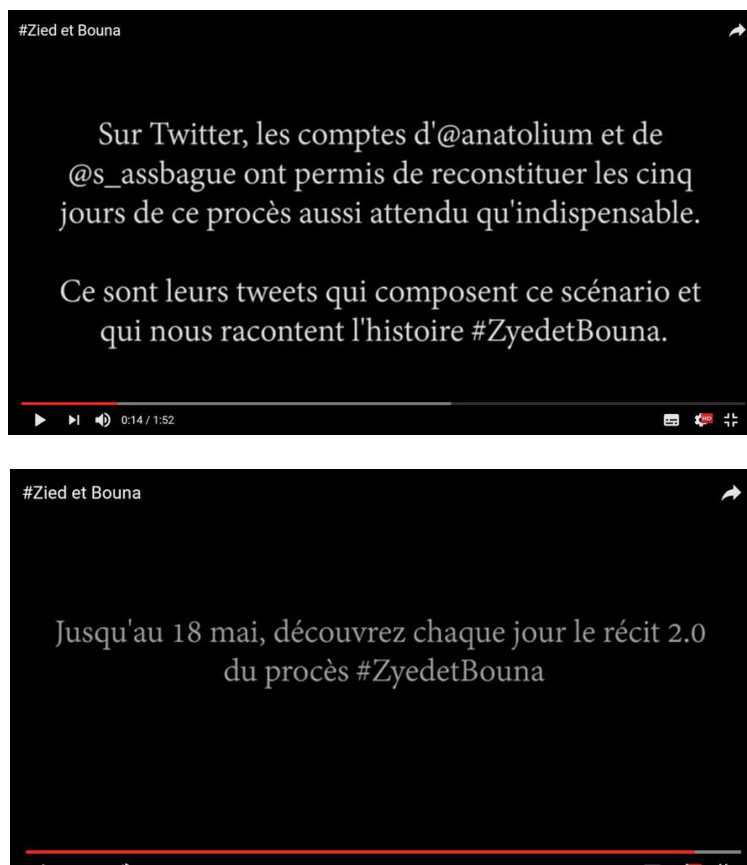 #Zied et Bouna
Sur Twitter, les comptes d'@anatolium et de
@s_assbague ont permis de reconstituer les cinq
jours de ce procès aussi attendu qu'indispensable.
Ce sont leurs tweets qui composent ce scénario et
qui nous racontent l'histoire #ZyedetBouna.
0:14 / 1:52
HD
#Zied et Bouna
Jusqu'au 18 mai, découvrez chaque jour le récit 2.0
du procès #ZyedetBouna